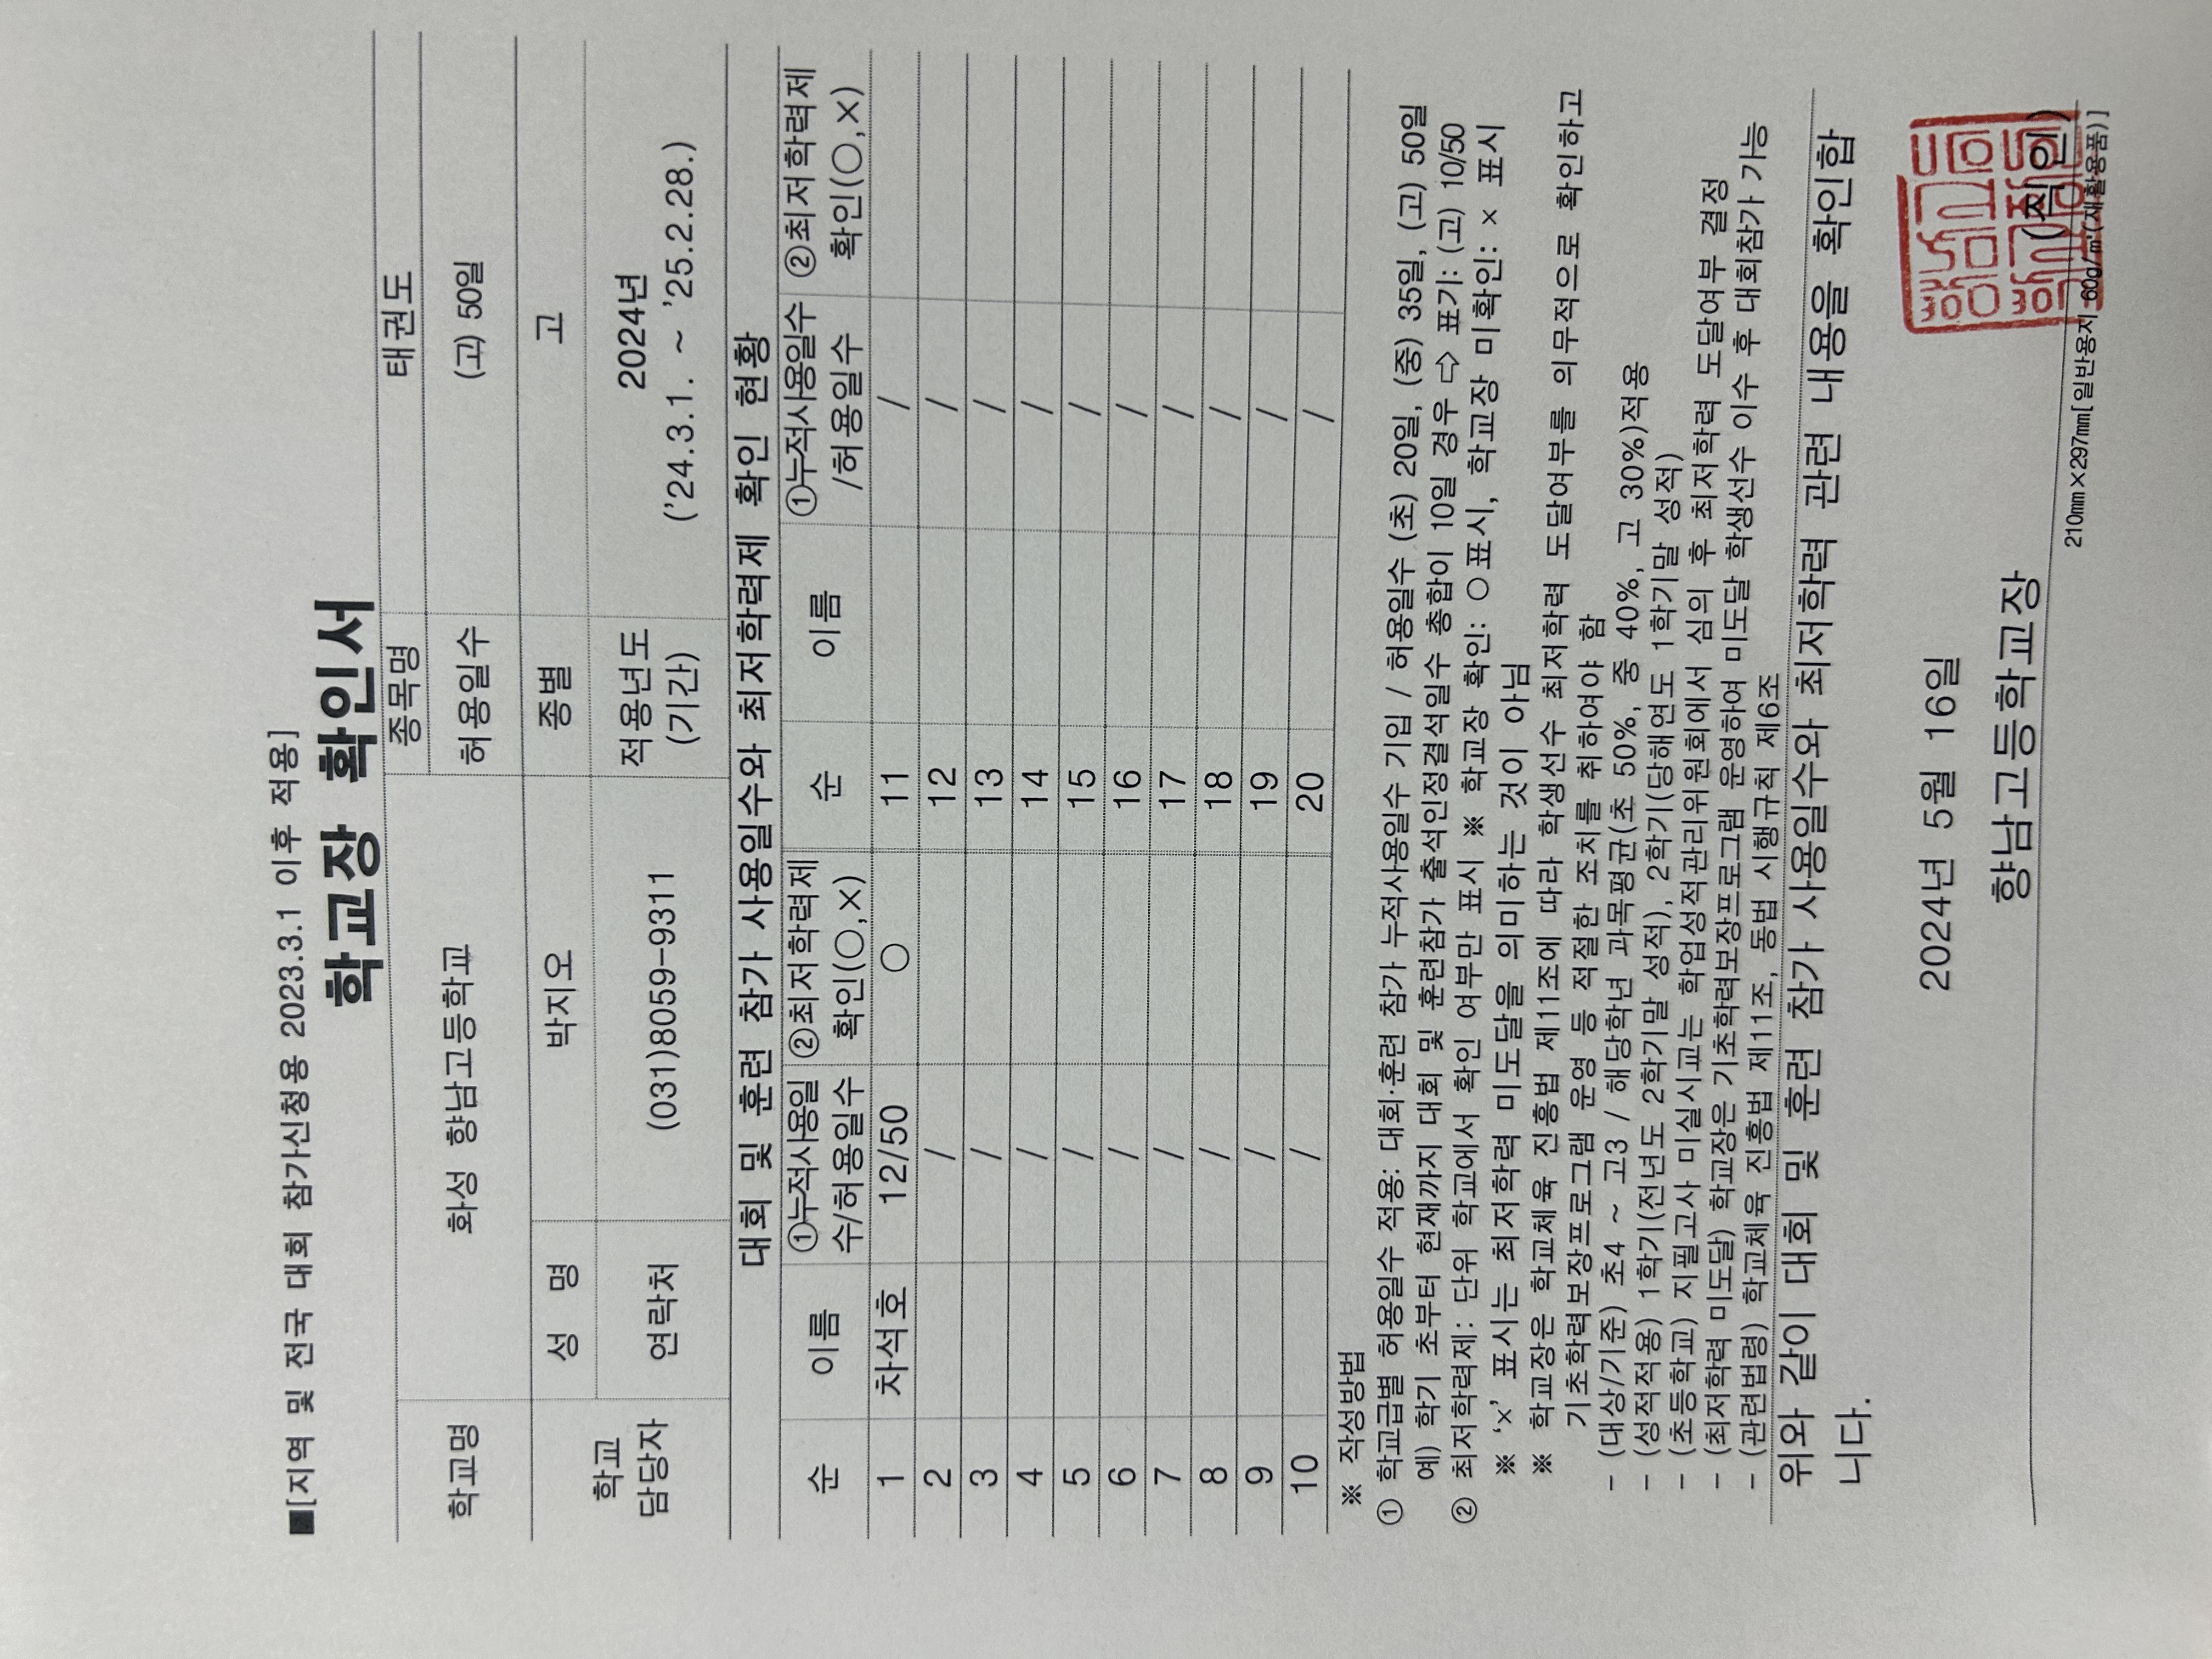 ■[지역 및 전국 대회 참가신청용 2023.3.1 이후 적용]
학교장 확인서
학교명 화성 향남고등학교 종목명 태권도
허용일수 (고) 50일
학교 담당자 성 명 박지오 종별 고
연락처 (031)8059-9311 적용년도 (기간) 2024년 ('24.3.1. ~ '25.2.28.)
대회 및 훈련 참가 사용일수와 최저학력제 확인 현황
순 이름 ①누적사용일수/허용일수 ②최저학력제 확인(○,×) 순 이름 ①누적사용일수/허용일수 ②최저학력제 확인(○,×)
1 차석호 12/50 ○ 11 /
2 / 12 /
3 / 13 /
4 / 14 /
5 / 15 /
6 / 16 /
7 / 17 /
8 / 18 /
9 / 19 /
10 / 20 /
※ 작성방법
① 학교급별 허용일수 적용: 대회·훈련 참가 누적사용일수 기입 / 허용일수 (초) 20일, (중) 35일, (고) 50일
예) 학기 초부터 현재까지 대회 및 훈련참가 출석인정결석일수 총합이 10일 경우 ⇨ 표기: (고) 10/50
② 최저학력제: 단위 학교에서 확인 여부만 표시 ※ 학교장 확인: ○표시, 학교장 미확인: × 표시
※ ‘×’ 표시는 최저학력 미도달을 의미하는 것이 아님
※ 학교장은 학교체육 진흥법 제11조에 따라 학생선수 최저학력 도달여부를 의무적으로 확인하고
기초학력보장프로그램 운영 등 적절한 조치를 취하여야 함
- (대상/기준) 초4 ~ 고3 / 해당학년 과목평균(초 50%, 중 40%, 고 30%)적용
- (성적적용) 1학기(전년도 2학기말 성적), 2학기(당해연도 1학기말 성적)
- (초등학교) 지필고사 미실시교는 학업성적관리위원회에서 심의 후 최저학력 도달여부 결정
- (최저학력 미도달) 학교장은 기초학력보장프로그램 운영하여 미도달 학생선수 이수 후 대회참가 가능
- (관련법령) 학교체육 진흥법 제11조, 동법 시행규칙 제6조
위와 같이 대회 및 훈련 참가 사용일수와 최저학력 관련 내용을 확인합
니다.
2024년 5월 16일
향남고등학교장 (직인)
210㎜×297㎜[일반용지 60g/㎡(재활용품)]